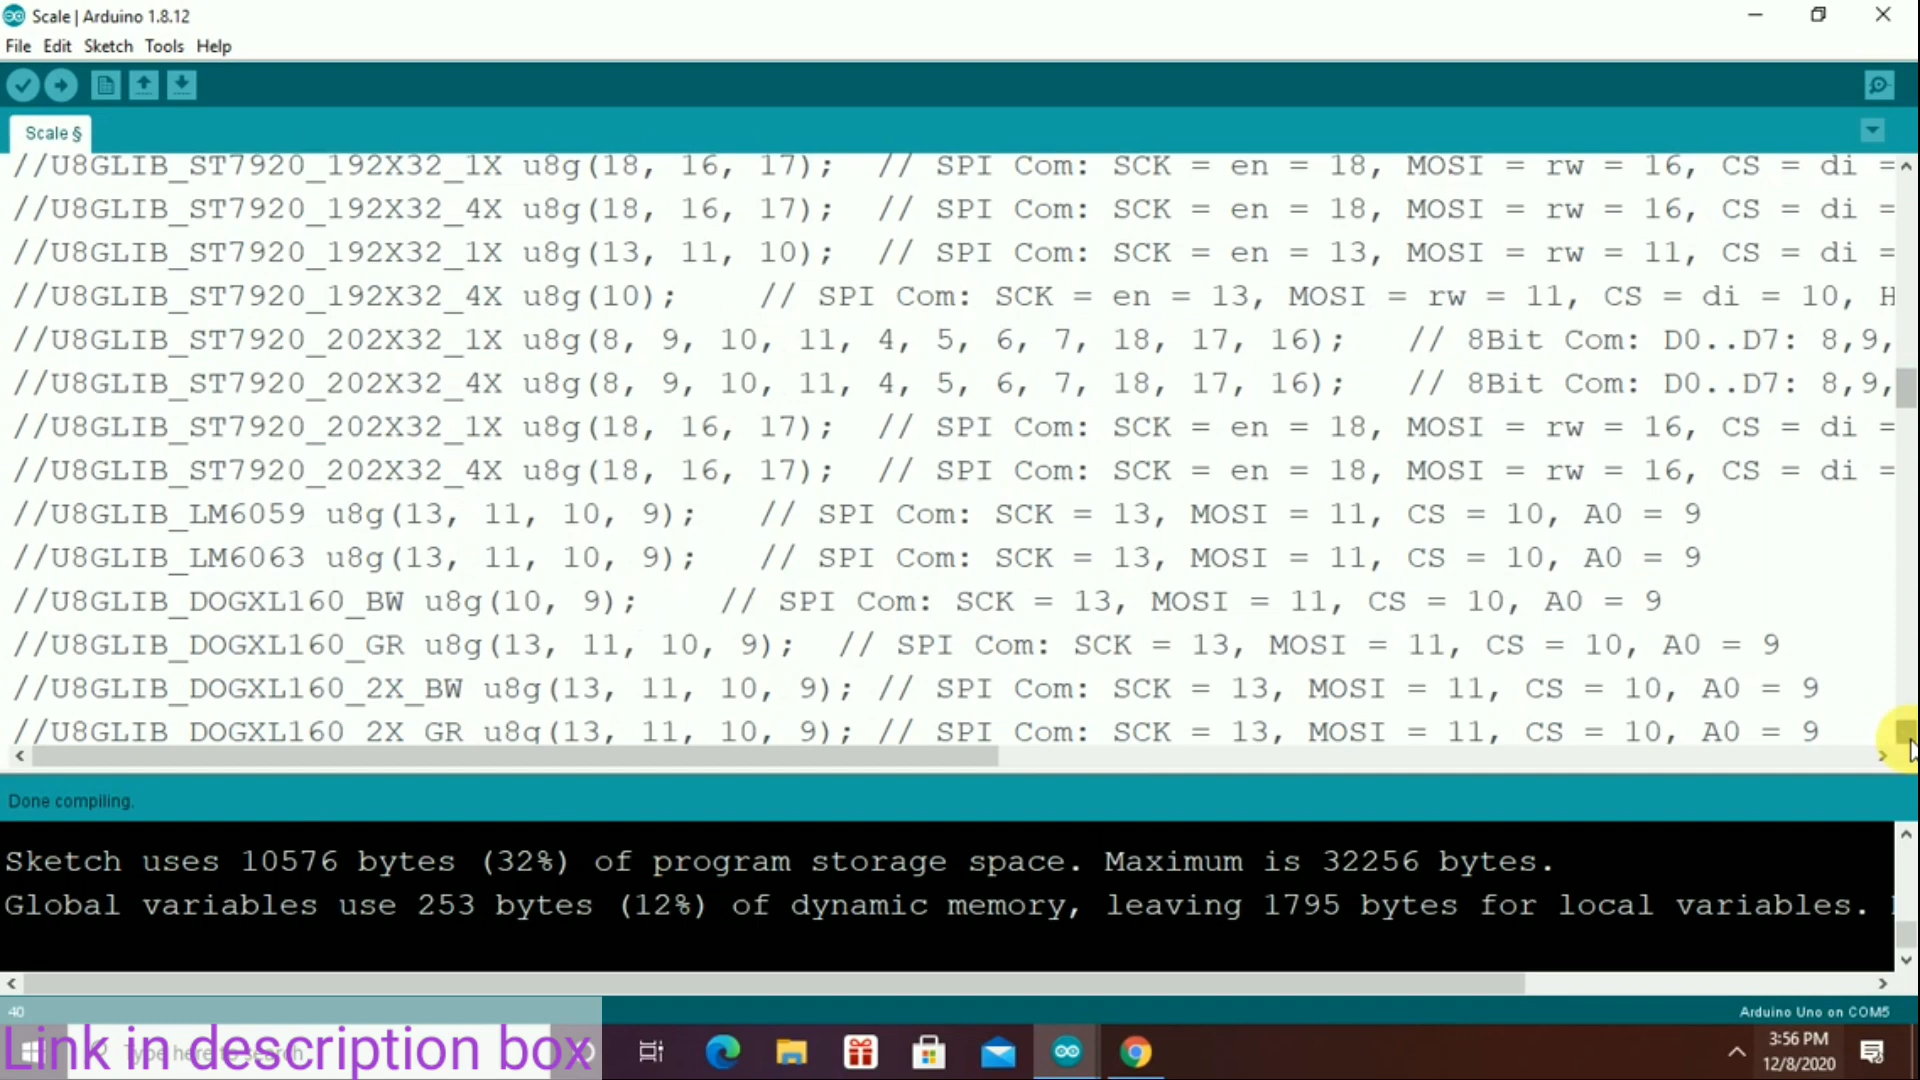 Scale | Arduino 1.8.12
File Edit Sketch Tools Help
Scale §
//U8GLIB_ST7920_192X32_1X u8g(18, 16, 17);  // SPI Com: SCK = en = 18, MOSI = rw = 16, CS = di =
//U8GLIB_ST7920_192X32_4X u8g(18, 16, 17);  // SPI Com: SCK = en = 18, MOSI = rw = 16, CS = di =
//U8GLIB_ST7920_192X32_1X u8g(13, 11, 10);  // SPI Com: SCK = en = 13, MOSI = rw = 11, CS = di =
//U8GLIB_ST7920_192X32_4X u8g(10);    // SPI Com: SCK = en = 13, MOSI = rw = 11, CS = di = 10, H
//U8GLIB_ST7920_202X32_1X u8g(8, 9, 10, 11, 4, 5, 6, 7, 18, 17, 16);   // 8Bit Com: D0..D7: 8,9,
//U8GLIB_ST7920_202X32_4X u8g(8, 9, 10, 11, 4, 5, 6, 7, 18, 17, 16);   // 8Bit Com: D0..D7: 8,9,
//U8GLIB_ST7920_202X32_1X u8g(18, 16, 17);  // SPI Com: SCK = en = 18, MOSI = rw = 16, CS = di =
//U8GLIB_ST7920_202X32_4X u8g(18, 16, 17);  // SPI Com: SCK = en = 18, MOSI = rw = 16, CS = di =
//U8GLIB_LM6059 u8g(13, 11, 10, 9);   // SPI Com: SCK = 13, MOSI = 11, CS = 10, A0 = 9
//U8GLIB_LM6063 u8g(13, 11, 10, 9);   // SPI Com: SCK = 13, MOSI = 11, CS = 10, A0 = 9
//U8GLIB_DOGXL160_BW u8g(10, 9);    // SPI Com: SCK = 13, MOSI = 11, CS = 10, A0 = 9
//U8GLIB_DOGXL160_GR u8g(13, 11, 10, 9);  // SPI Com: SCK = 13, MOSI = 11, CS = 10, A0 = 9
//U8GLIB_DOGXL160_2X_BW u8g(13, 11, 10, 9); // SPI Com: SCK = 13, MOSI = 11, CS = 10, A0 = 9
//U8GLIB_DOGXL160_2X_GR u8g(13, 11, 10, 9); // SPI Com: SCK = 13, MOSI = 11, CS = 10, A0 = 9
Done compiling.
Sketch uses 10576 bytes (32%) of program storage space. Maximum is 32256 bytes.
Global variables use 253 bytes (12%) of dynamic memory, leaving 1795 bytes for local variables.
40
Arduino Uno on COM5
Link in description box
Type here to search
3:56 PM
12/8/2020